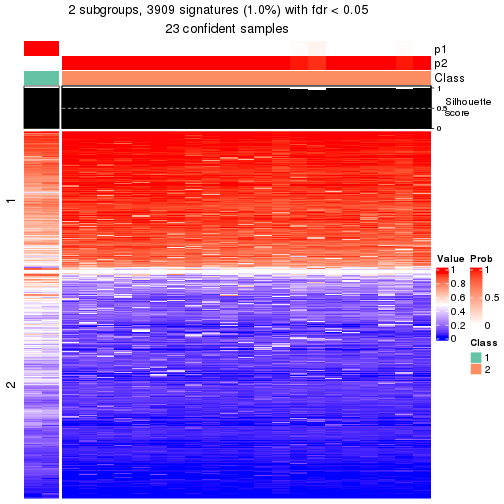 2 subgroups, 3909 signatures (1.0%) with fdr < 0.05
23 confident samples
p1
p2
Class
1
0.5
0
Silhouette
score
1
2
Value
1
0.8
0.6
0.4
0.2
0
Prob
1
0.5
0
Class
1
2